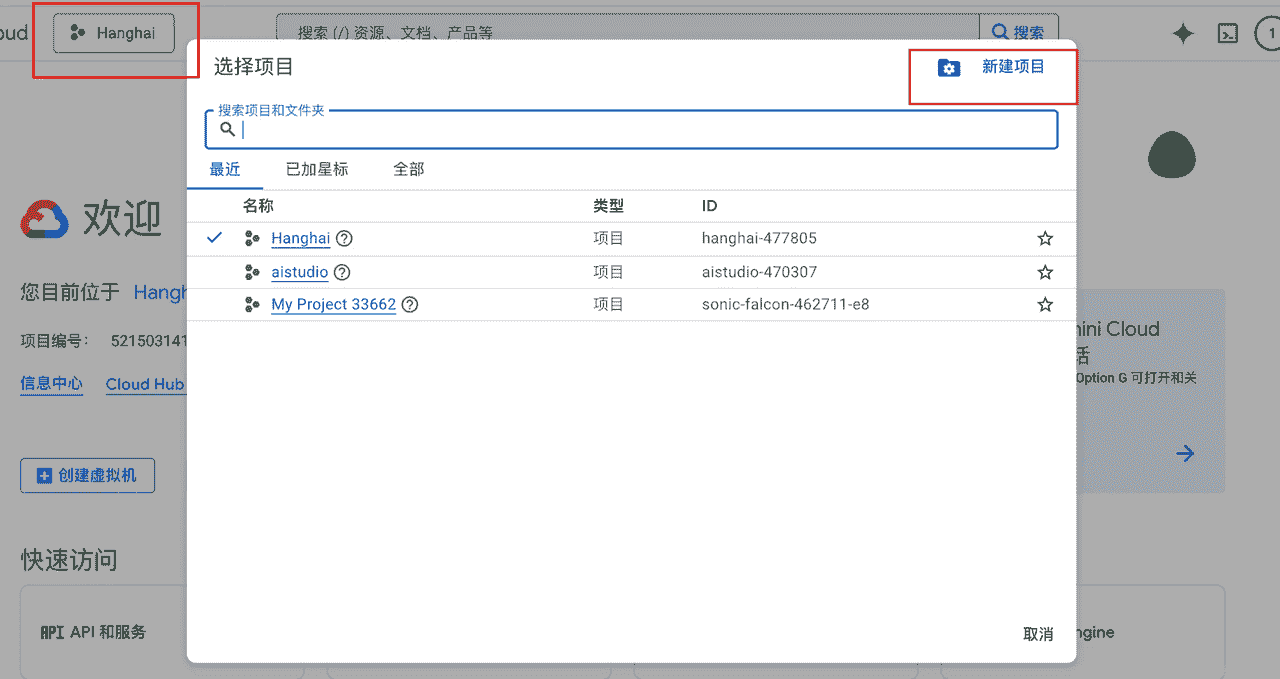 oud
Hanghai
搜索 (/) 资源、文档、产品等
搜索
1
选择项目
新建项目
搜索项目和文件夹
最近
已加星标
全部
名称
类型
ID
Hanghai
项目
hanghai-477805
aistudio
项目
aistudio-470307
My Project 33662
项目
sonic-falcon-462711-e8
欢迎
您目前位于 Hangh
项目编号： 521503141
信息中心
Cloud Hub
nini Cloud
活
Option G 可打开和关
创建虚拟机
快速访问
API API 和服务
ngine
取消